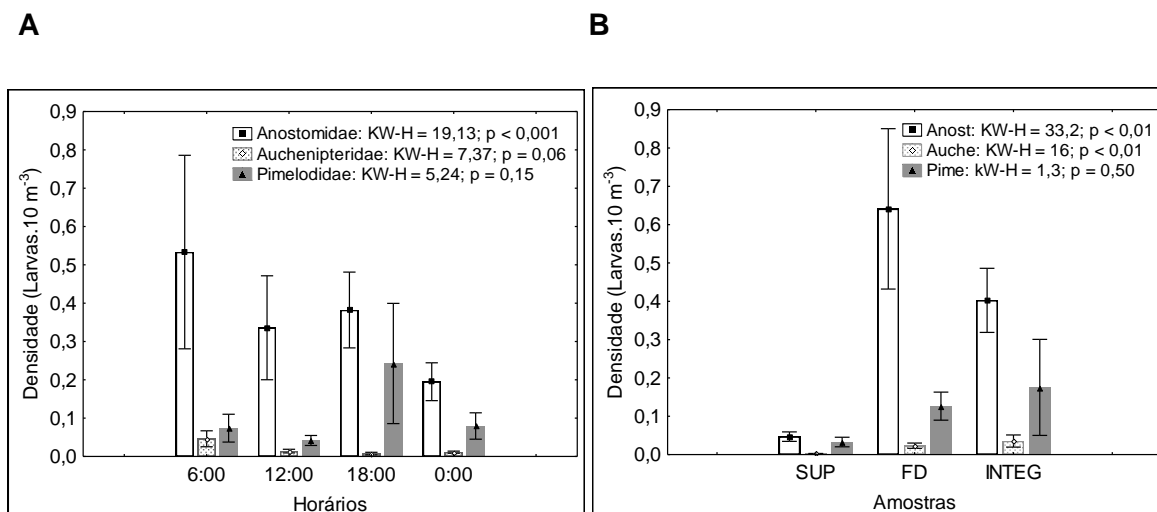 A
B
0,9
0,8
0,7
0,6
0,5
0,4
0,3
0,2
0,1
0,0
Densidade (Larvas.10 m⁻³)
Anostomidae: KW-H = 19,13; p < 0,001
Auchenipteridae: KW-H = 7,37; p = 0,06
Pimelodidae: KW-H = 5,24; p = 0,15
6:00 12:00 18:00 0:00
Horários
0,9
0,8
0,7
0,6
0,5
0,4
0,3
0,2
0,1
0,0
Densidade (Larvas.10 m⁻³)
Anost: KW-H = 33,2; p < 0,01
Auche: KW-H = 16; p < 0,01
Pime: kW-H = 1,3; p = 0,50
SUP FD INTEG
Amostras